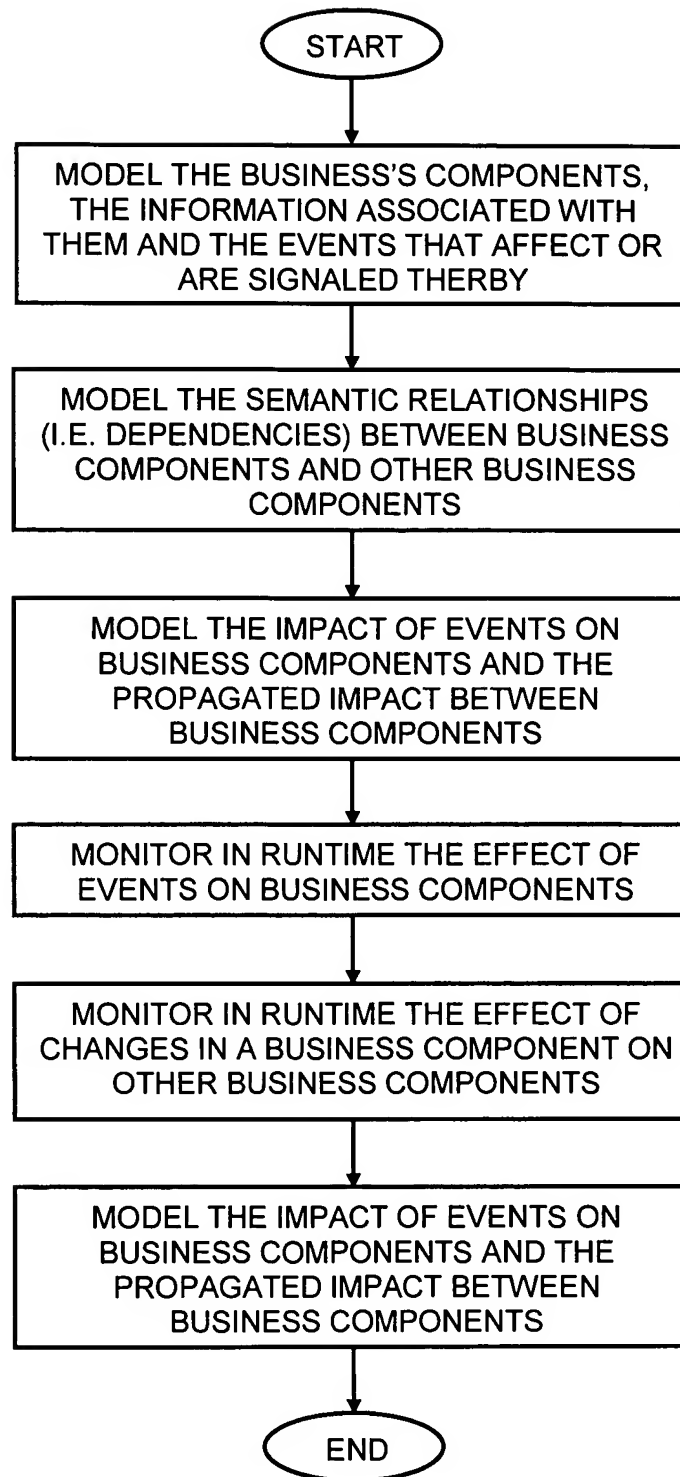 START
MODEL THE BUSINESS'S COMPONENTS,
THE INFORMATION ASSOCIATED WITH
THEM AND THE EVENTS THAT AFFECT OR
ARE SIGNALED THERBY
MODEL THE SEMANTIC RELATIONSHIPS
(I.E. DEPENDENCIES) BETWEEN BUSINESS
COMPONENTS AND OTHER BUSINESS
COMPONENTS
MODEL THE IMPACT OF EVENTS ON
BUSINESS COMPONENTS AND THE
PROPAGATED IMPACT BETWEEN
BUSINESS COMPONENTS
MONITOR IN RUNTIME THE EFFECT OF
EVENTS ON BUSINESS COMPONENTS
MONITOR IN RUNTIME THE EFFECT OF
CHANGES IN A BUSINESS COMPONENT ON
OTHER BUSINESS COMPONENTS
MODEL THE IMPACT OF EVENTS ON
BUSINESS COMPONENTS AND THE
PROPAGATED IMPACT BETWEEN
BUSINESS COMPONENTS
END